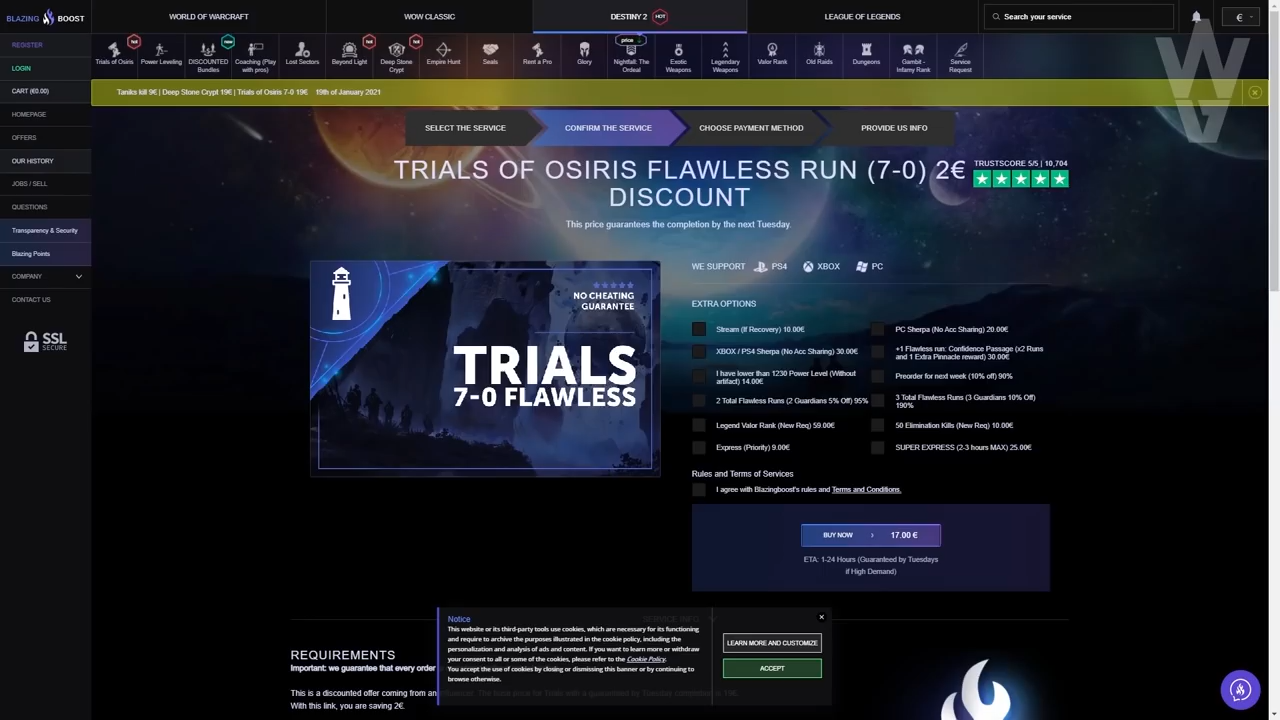 BLAZING BOOST
WORLD OF WARCRAFT
WOW CLASSIC
DESTINY 2 HOT
LEAGUE OF LEGENDS
Search your service
€
REGISTER
LOGIN
CART (€0.00)
HOMEPAGE
OFFERS
OUR HISTORY
JOBS / SELL
QUESTIONS
Transparency & Security
Blazing Points
COMPANY
CONTACT US
SSL
SECURE
hot
Trials of Osiris
Power Leveling
new
DISCOUNTED
Bundles
Coaching (Play
with pros)
Lost Sectors
hot
Beyond Light
hot
Deep Stone
Crypt
Empire Hunt
Seals
Rent a Pro
Glory
price ↓
Nightfall: The
Ordeal
Exotic
Weapons
Legendary
Weapons
Valor Rank
Old Raids
Dungeons
Gambit -
Infamy Rank
Service
Request
Taniks kill 9€ | Deep Stone Crypt 19€ | Trials of Osiris 7-0 19€ 19th of January 2021
SELECT THE SERVICE
CONFIRM THE SERVICE
CHOOSE PAYMENT METHOD
PROVIDE US INFO
TRIALS OF OSIRIS FLAWLESS RUN (7-0) 2€
DISCOUNT
TRUSTSCORE 5/5 | 10,704
This price guarantees the completion by the next Tuesday.
NO CHEATING
GUARANTEE
TRIALS
7-0 FLAWLESS
WE SUPPORT PS4 XBOX PC
EXTRA OPTIONS
Stream (If Recovery) 10.00€
PC Sherpa (No Acc Sharing) 20.00€
XBOX / PS4 Sherpa (No Acc Sharing) 30.00€
+1 Flawless run: Confidence Passage (x2 Runs
and 1 Extra Pinnacle reward) 30.00€
I have lower than 1230 Power Level (Without
artifact) 14.00€
Preorder for next week (10% off) 90%
2 Total Flawless Runs (2 Guardians 5% Off) 95%
3 Total Flawless Runs (3 Guardians 10% Off)
190%
Legend Valor Rank (New Req) 59.00€
50 Elimination Kills (New Req) 10.00€
Express (Priority) 9.00€
SUPER EXPRESS (2-3 hours MAX) 25.00€
Rules and Terms of Services
I agree with Blazingboost's rules and Terms and Conditions.
BUY NOW › 17.00 €
ETA: 1-24 Hours (Guaranteed by Tuesdays
if High Demand)
REQUIREMENTS
Important: we guarantee that every order
This is a discounted offer coming from an
With this link, you are saving 2€.
Notice
This website or its third-party tools use cookies, which are necessary for its functioning
and require to archive the purposes illustrated in the cookie policy, including the
personalization and analysis of ads and content. If you want to learn more or withdraw
your consent to all or some of the cookies, please refer to the Cookie Policy.
You accept the use of cookies by closing or dismissing this banner or by continuing to
browse otherwise.
LEARN MORE AND CUSTOMIZE
ACCEPT